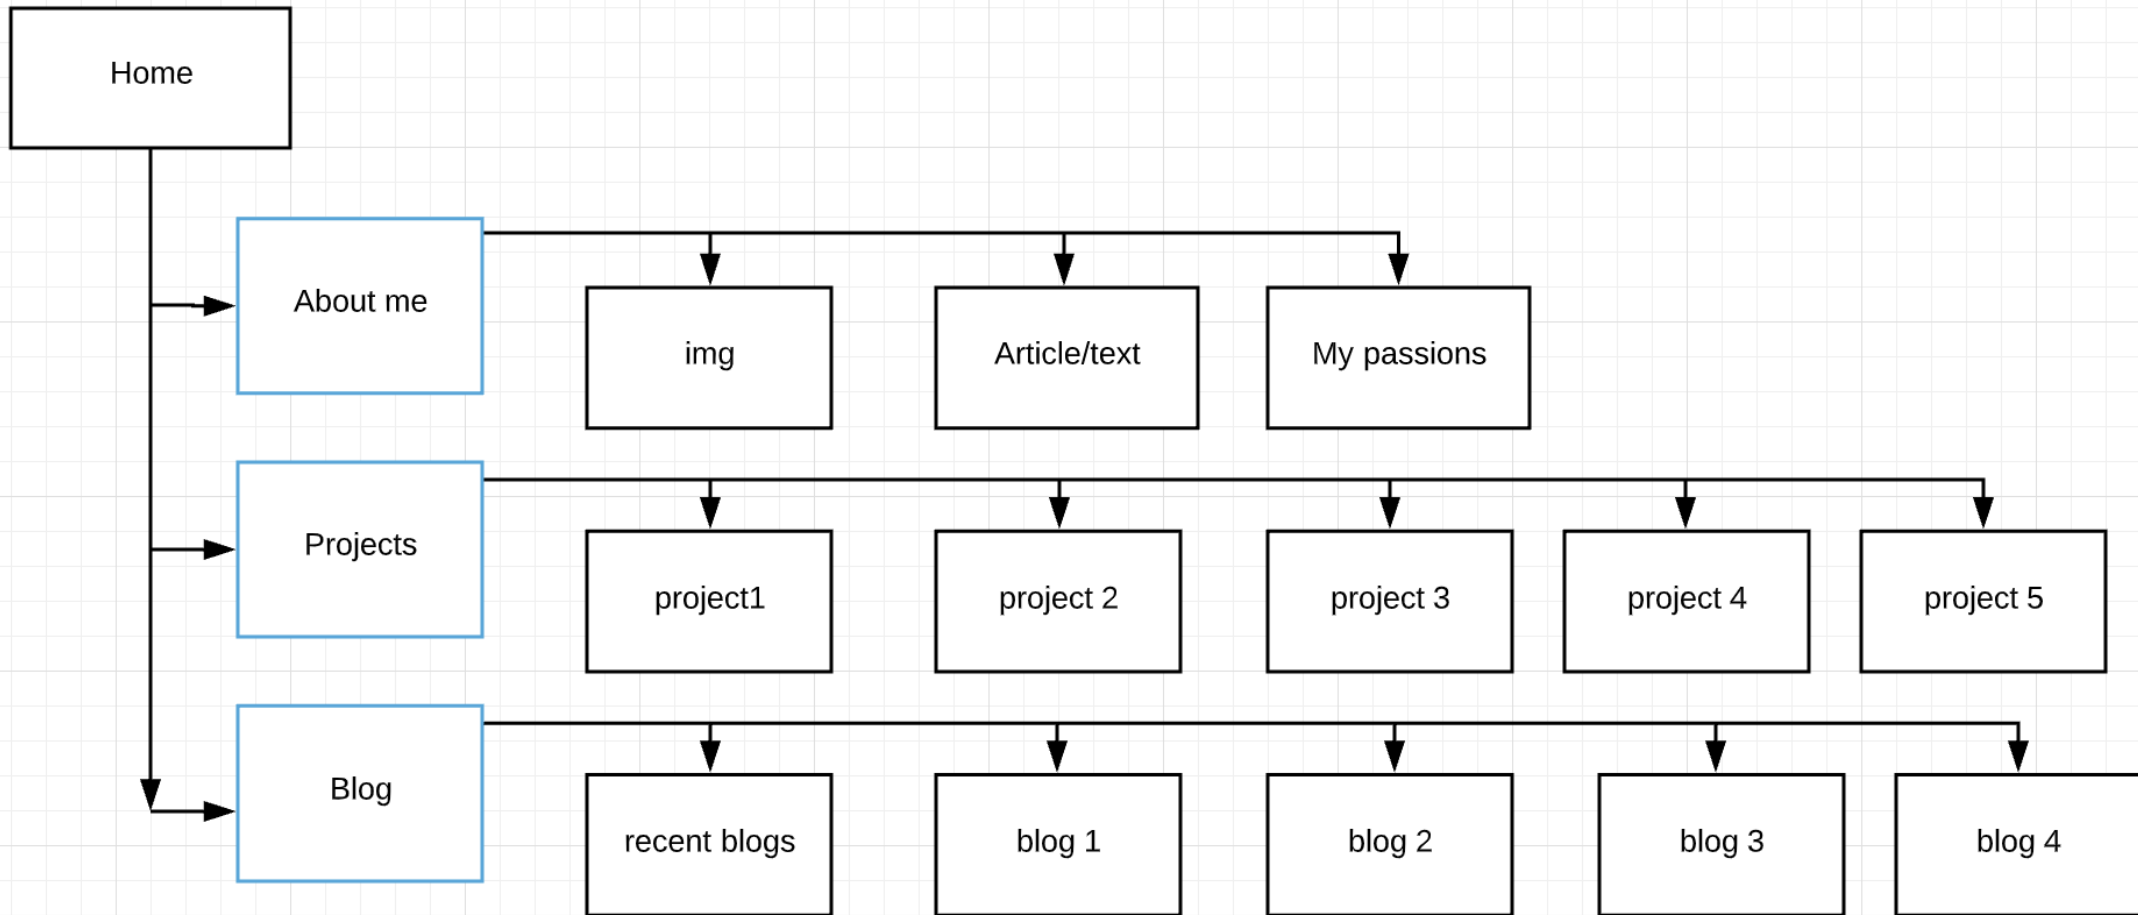 Home
About me
img
Article/text
My passions
Projects
project1
project 2
project 3
project 4
project 5
Blog
recent blogs
blog 1
blog 2
blog 3
blog 4